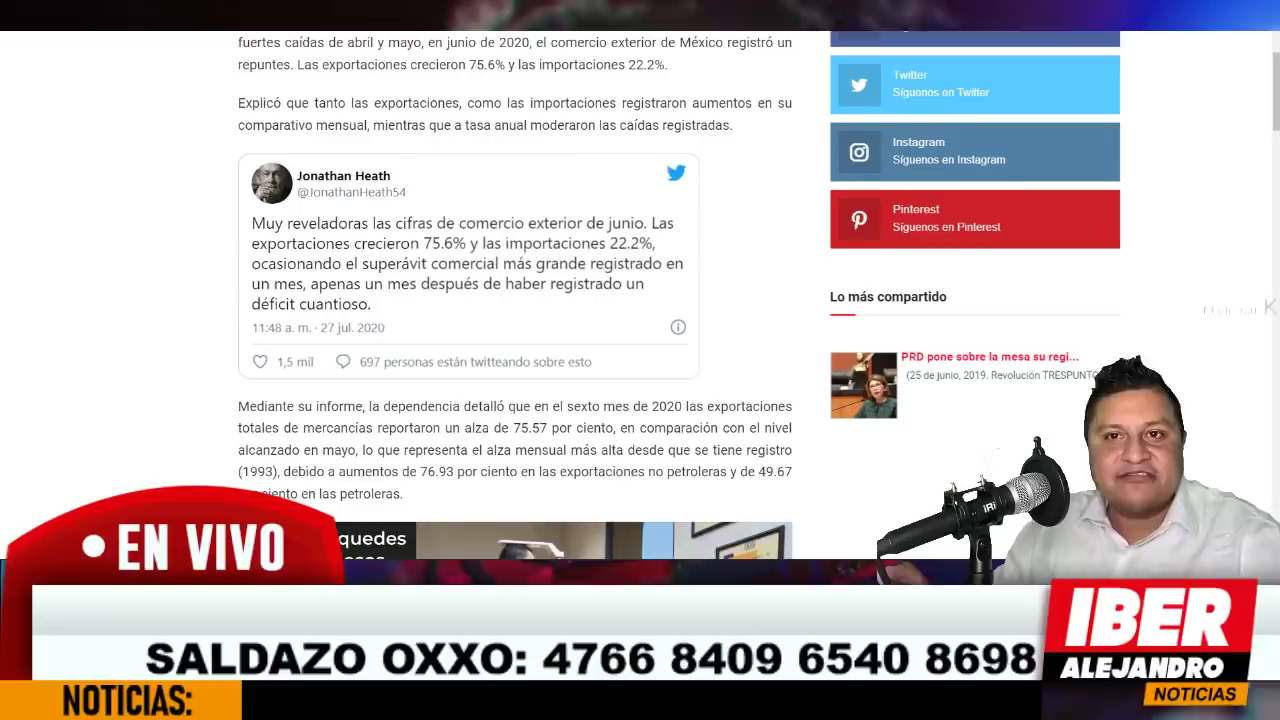 fuertes caídas de abril y mayo, en junio de 2020, el comercio exterior de México registró un
repuntes. Las exportaciones crecieron 75.6% y las importaciones 22.2%.
Explicó que tanto las exportaciones, como las importaciones registraron aumentos en su
comparativo mensual, mientras que a tasa anual moderaron las caídas registradas.
Jonathan Heath
@JonathanHeath54
Muy reveladoras las cifras de comercio exterior de junio. Las
exportaciones crecieron 75.6% y las importaciones 22.2%,
ocasionando el superávit comercial más grande registrado en
un mes, apenas un mes después de haber registrado un
déficit cuantioso.
11:48 a. m. · 27 jul. 2020
1,5 mil
697 personas están twitteando sobre esto
Mediante su informe, la dependencia detalló que en el sexto mes de 2020 las exportaciones
totales de mercancías reportaron un alza de 75.57 por ciento, en comparación con el nivel
alcanzado en mayo, lo que representa el alza mensual más alta desde que se tiene registro
(1993), debido a aumentos de 76.93 por ciento en las exportaciones no petroleras y de 49.67
ciento en las petroleras.
quedes
Twitter
Síguenos en Twitter
Instagram
Síguenos en Instagram
Pinterest
Síguenos en Pinterest
Lo más compartido
PRD pone sobre la mesa su regi...
(25 de junio, 2019. Revolución TRESPUNTO
iRi
EN VIVO
SALDAZO OXXO: 4766 8409 6540 8698
IBER
ALEJANDRO
NOTICIAS
NOTICIAS: